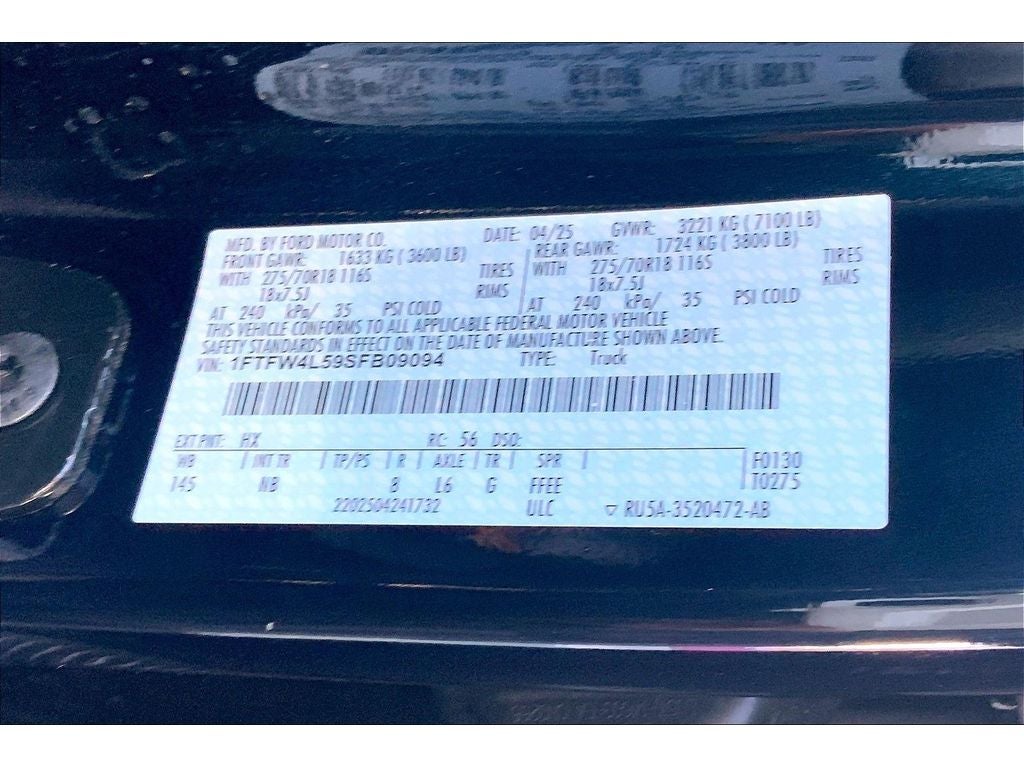 MFD. BY FORD MOTOR CO. DATE: 04/25 GVWR: 3221 KG ( 7100 LB)
FRONT GAWR: 1633 KG ( 3600 LB) REAR GAWR: 1724 KG ( 3800 LB)
WITH 275/70R18 116S TIRES WITH 275/70R18 116S TIRES
18x7.5J RIMS 18x7.5J RIMS
AT 240 kPa/ 35 PSI COLD AT 240 kPa/ 35 PSI COLD
THIS VEHICLE CONFORMS TO ALL APPLICABLE FEDERAL MOTOR VEHICLE
SAFETY STANDARDS IN EFFECT ON THE DATE OF MANUFACTURE SHOWN ABOVE.
VIN: 1FTFW4L59SFB09094 TYPE: Truck
EXT PNT: HX RC: 56 DSO:
WB INT TR TP/PS R AXLE TR SPR F0130
145 NB 8 L6 G FFEE T0275
2202504241732 ULC ▽ RU5A-3520472-AB